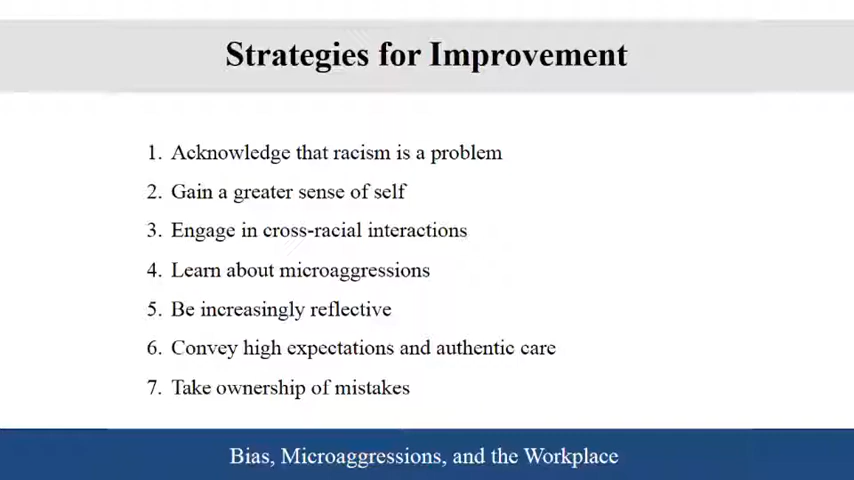 Strategies for Improvement
1. Acknowledge that racism is a problem
2. Gain a greater sense of self
3. Engage in cross-racial interactions
4. Learn about microaggressions
5. Be increasingly reflective
6. Convey high expectations and authentic care
7. Take ownership of mistakes
Bias, Microaggressions, and the Workplace